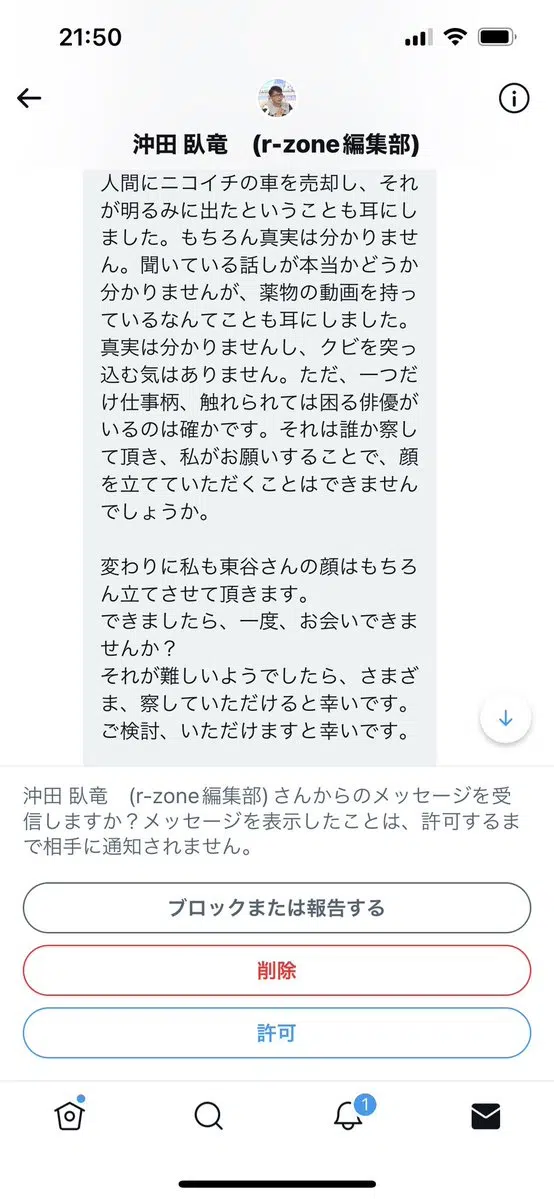 21:50
沖田 臥竜 (r-zone編集部)
人間にニコイチの車を売却し、それ
が明るみに出たということも耳にし
ました。もちろん真実は分かりませ
ん。聞いている話しが本当かどうか
分かりませんが、薬物の動画を持っ
ているなんてことも耳にしました。
真実は分かりませんし、クビを突っ
込む気はありません。ただ、一つだ
け仕事柄、触れられては困る俳優が
いるのは確かです。それは誰か察し
て頂き、私がお願いすることで、顔
を立てていただくことはできません
でしょうか。
変わりに私も東谷さんの顔はもちろ
ん立てさせて頂きます。
できましたら、一度、お会いできま
せんか？
それが難しいようでしたら、さまざ
ま、察していただけると幸いです。
ご検討、いただけますと幸いです。
沖田 臥竜 (r-zone編集部) さんからのメッセージを受
信しますか？メッセージを表示したことは、許可するま
で相手に通知されません。
ブロックまたは報告する
削除
許可
1